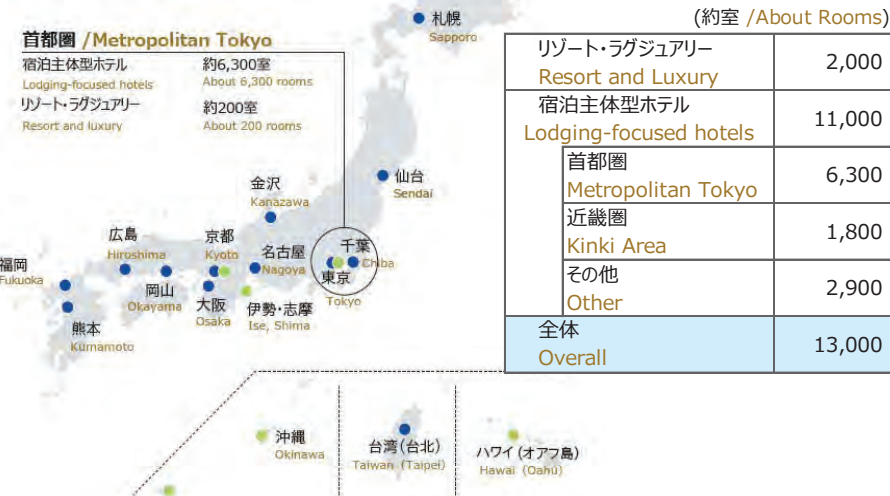 首都圏 /Metropolitan Tokyo
宿泊主体型ホテル 約6,300室
Lodging-focused hotels About 6,300 rooms
リゾート・ラグジュアリー 約200室
Resort and luxury About 200 rooms
札幌
Sapporo
仙台
Sendai
金沢
Kanazawa
広島
Hiroshima
京都
Kyoto
名古屋
Nagoya
千葉
Chiba
東京
Tokyo
福岡
Fukuoka
岡山
Okayama
大阪
Osaka
伊勢・志摩
Ise, Shima
熊本
Kumamoto
沖縄
Okinawa
台湾(台北)
Taiwan (Taipei)
ハワイ (オアフ島)
Hawai (Oahu)
(約室 /About Rooms)
リゾート・ラグジュアリー
Resort and Luxury 2,000
宿泊主体型ホテル
Lodging-focused hotels 11,000
首都圏
Metropolitan Tokyo 6,300
近畿圏
Kinki Area 1,800
その他
Other 2,900
全体
Overall 13,000